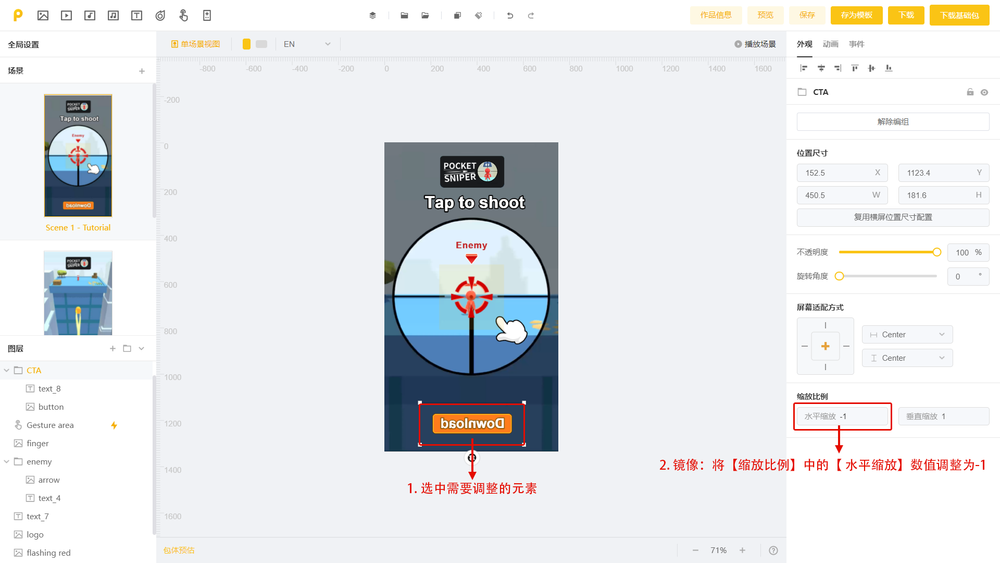 P
T
作品信息
预览
保存
存为模板
下载
下载基础包
全局设置
单场景视图
EN
播放场景
外观
动画
事件
场景
+
-800
-600
-400
-200
0
200
400
600
800
1000
1200
1400
1600
-200
0
200
400
600
800
1000
1200
1400
1600
POCKET
SNIPER
Tap to shoot
Enemy
Download
Scene 1 - Tutorial
POCKET
SNIPER
图层
CTA
text_8
button
Gesture area
finger
enemy
arrow
text_4
text_7
logo
flashing red
POCKET
SNIPER
Tap to shoot
Enemy
Download
1. 选中需要调整的元素
包体预估
71%
CTA
解除编组
位置尺寸
152.5 X
1123.4 Y
450.5 W
181.6 H
复用横屏位置尺寸配置
不透明度
100 %
旋转角度
0 °
屏幕适配方式
Center
Center
缩放比例
水平缩放 -1
垂直缩放 1
2. 镜像：将【缩放比例】中的【 水平缩放】数值调整为-1